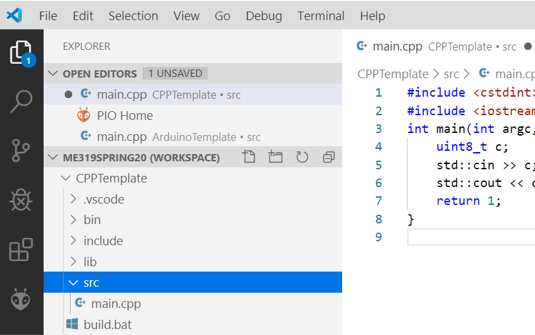 File Edit Selection View Go Debug Terminal Help
EXPLORER
OPEN EDITORS 1 UNSAVED
main.cpp CPPTemplate • src
PIO Home
main.cpp ArduinoTemplate • src
ME319SPRING20 (WORKSPACE)
CPPTemplate
.vscode
bin
include
lib
src
main.cpp
build.bat
1
main.cpp CPPTemplate • src
CPPTemplate > src > main.cp
1 #include <cstdint>
2 #include <iostream
3 int main(int argc,
4 uint8_t c;
5 std::cin >> c;
6 std::cout << c
7 return 1;
8 }
9